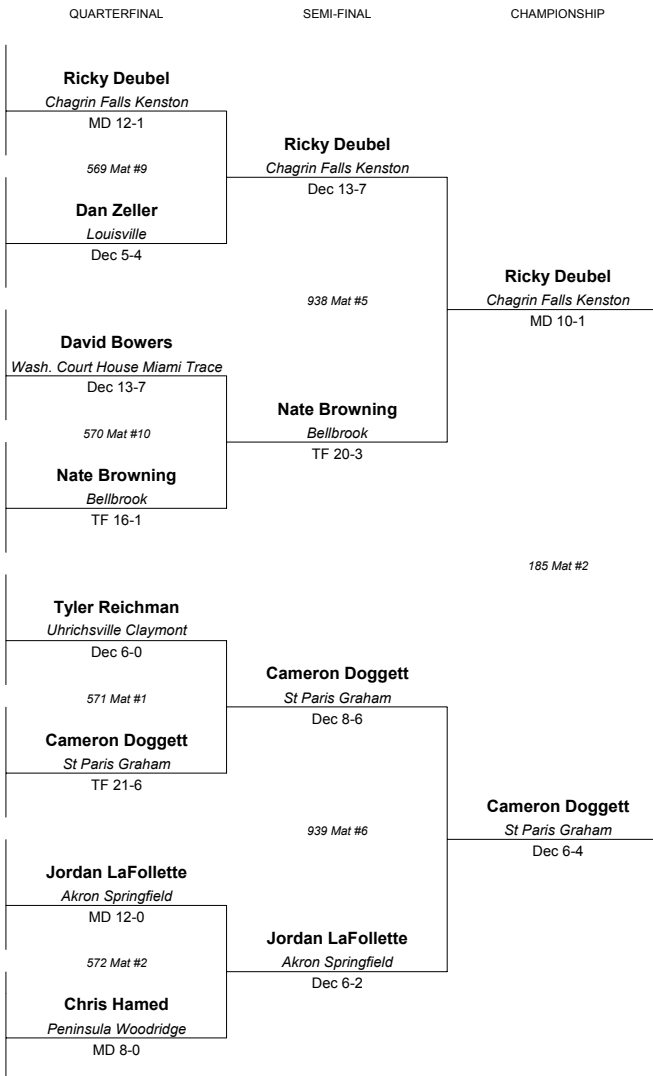 QUARTERFINAL SEMI-FINAL CHAMPIONSHIP
Ricky Deubel
Chagrin Falls Kenston
MD 12-1
569 Mat #9
Dan Zeller
Louisville
Dec 5-4
David Bowers
Wash. Court House Miami Trace
Dec 13-7
570 Mat #10
Nate Browning
Bellbrook
TF 16-1
Tyler Reichman
Uhrichsville Claymont
Dec 6-0
571 Mat #1
Cameron Doggett
St Paris Graham
TF 21-6
Jordan LaFollette
Akron Springfield
MD 12-0
572 Mat #2
Chris Hamed
Peninsula Woodridge
MD 8-0
Ricky Deubel
Chagrin Falls Kenston
Dec 13-7
938 Mat #5
Nate Browning
Bellbrook
TF 20-3
Cameron Doggett
St Paris Graham
Dec 8-6
939 Mat #6
Jordan LaFollette
Akron Springfield
Dec 6-2
Ricky Deubel
Chagrin Falls Kenston
MD 10-1
185 Mat #2
Cameron Doggett
St Paris Graham
Dec 6-4